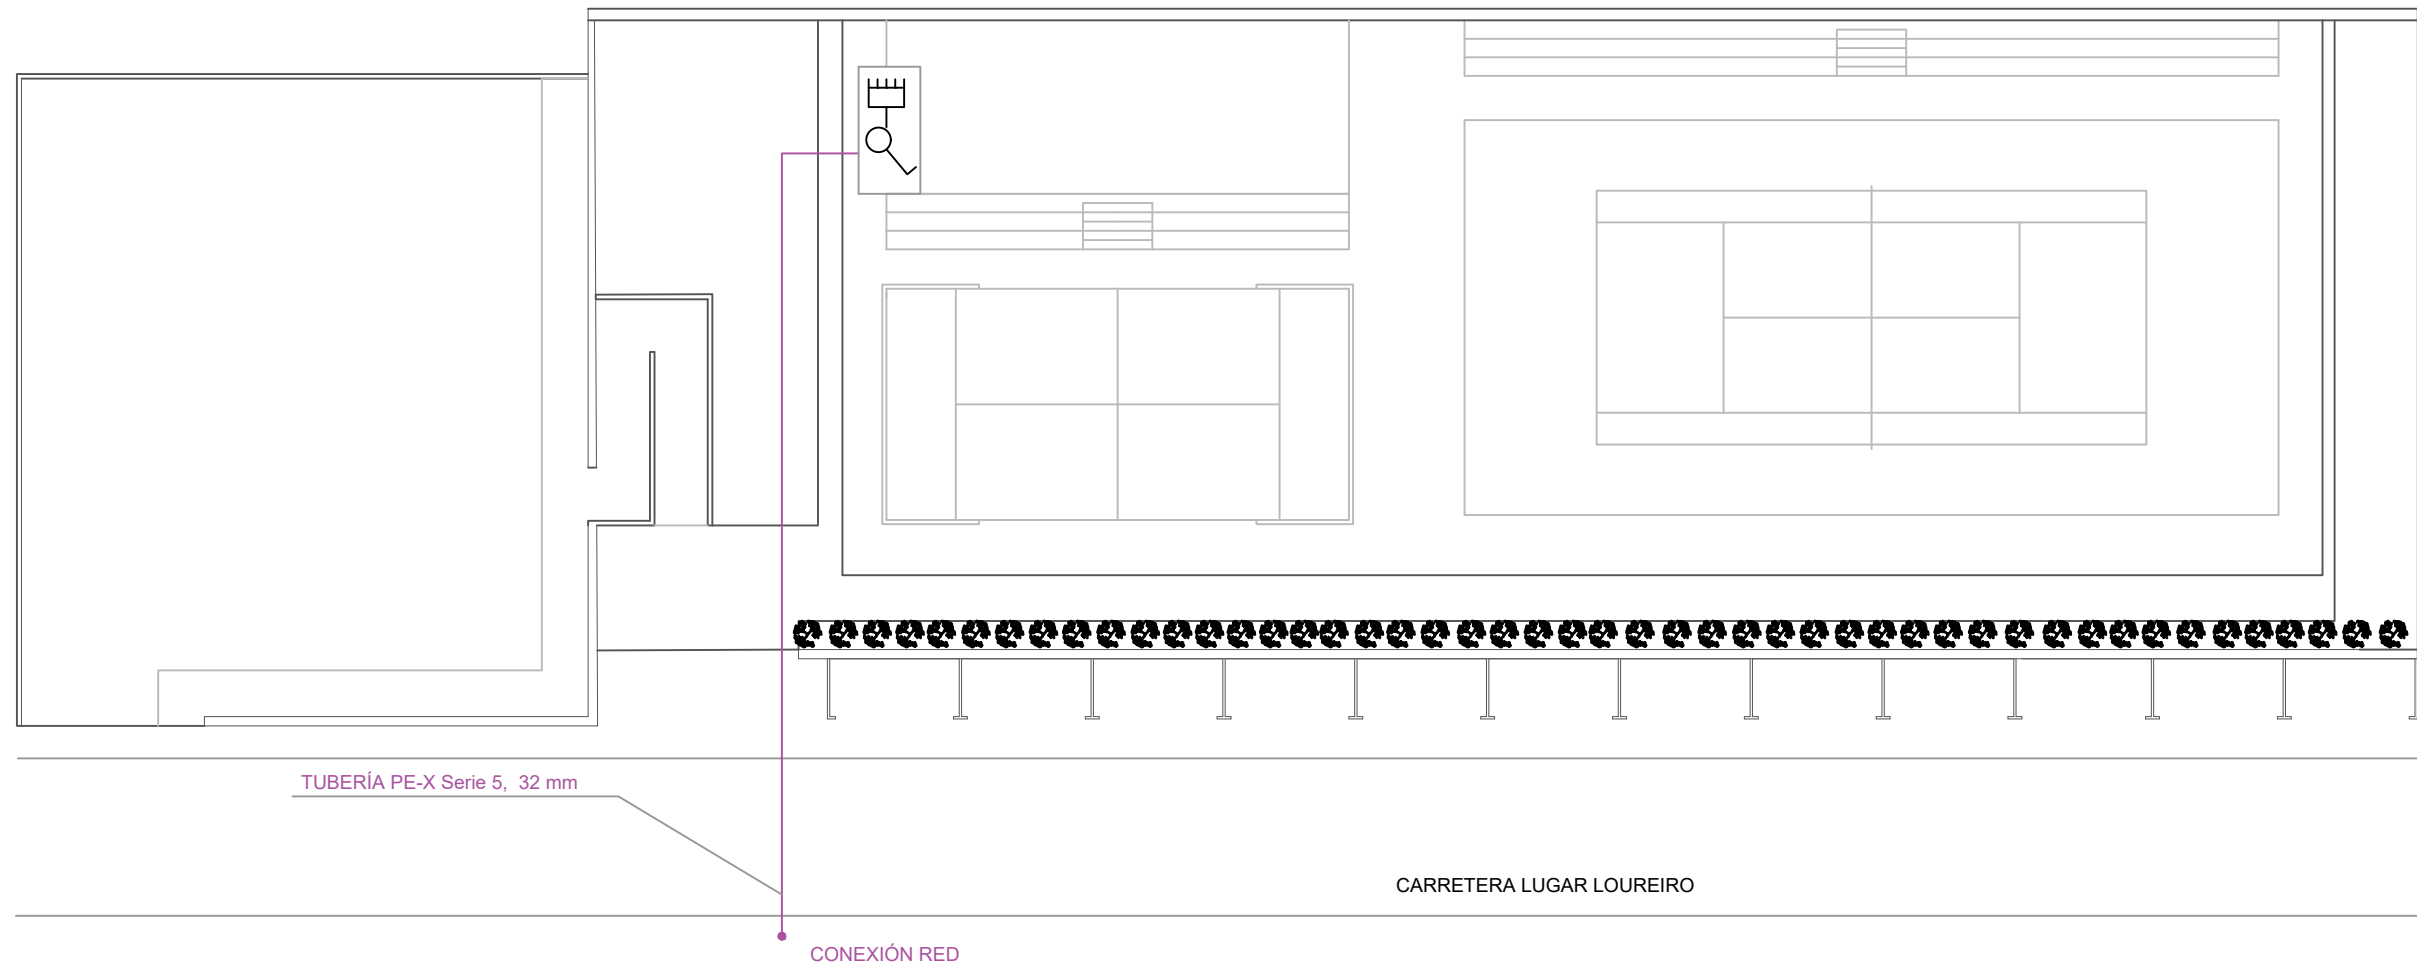 TUBERÍA PE-X Serie 5, 32 mm
CARRETERA LUGAR LOUREIRO
CONEXIÓN RED